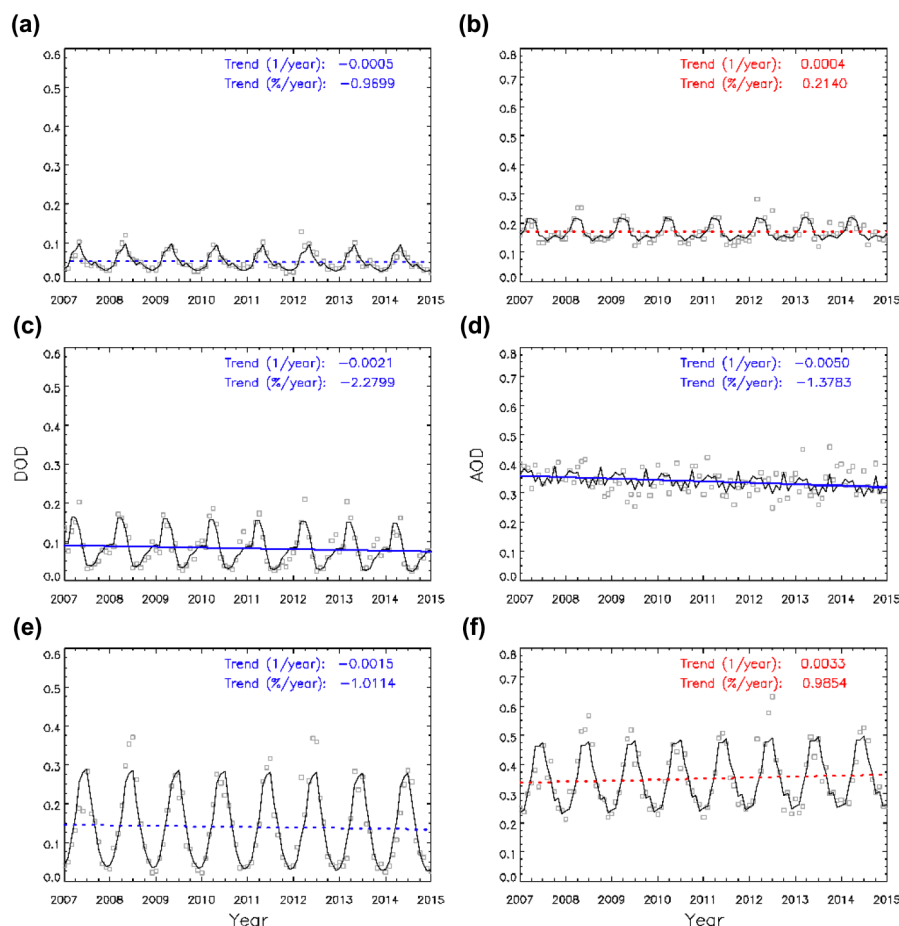 (a)
0.6
0.5
0.4
0.3
0.2
0.1
0.0
Trend (1/year): −0.0005
Trend (%/year): −0.9699
2007 2008 2009 2010 2011 2012 2013 2014 2015
(b)
0.8
0.7
0.6
0.5
0.4
0.3
0.2
0.1
0.0
Trend (1/year): 0.0004
Trend (%/year): 0.2140
2007 2008 2009 2010 2011 2012 2013 2014 2015
(c)
DOD
0.6
0.5
0.4
0.3
0.2
0.1
0.0
Trend (1/year): −0.0021
Trend (%/year): −2.2799
2007 2008 2009 2010 2011 2012 2013 2014 2015
(d)
AOD
0.8
0.7
0.6
0.5
0.4
0.3
0.2
0.1
0.0
Trend (1/year): −0.0050
Trend (%/year): −1.3783
2007 2008 2009 2010 2011 2012 2013 2014 2015
(e)
0.6
0.5
0.4
0.3
0.2
0.1
0.0
Trend (1/year): −0.0015
Trend (%/year): −1.0114
2007 2008 2009 2010 2011 2012 2013 2014 2015
Year
(f)
0.8
0.7
0.6
0.5
0.4
0.3
0.2
0.1
0.0
Trend (1/year): 0.0033
Trend (%/year): 0.9854
2007 2008 2009 2010 2011 2012 2013 2014 2015
Year